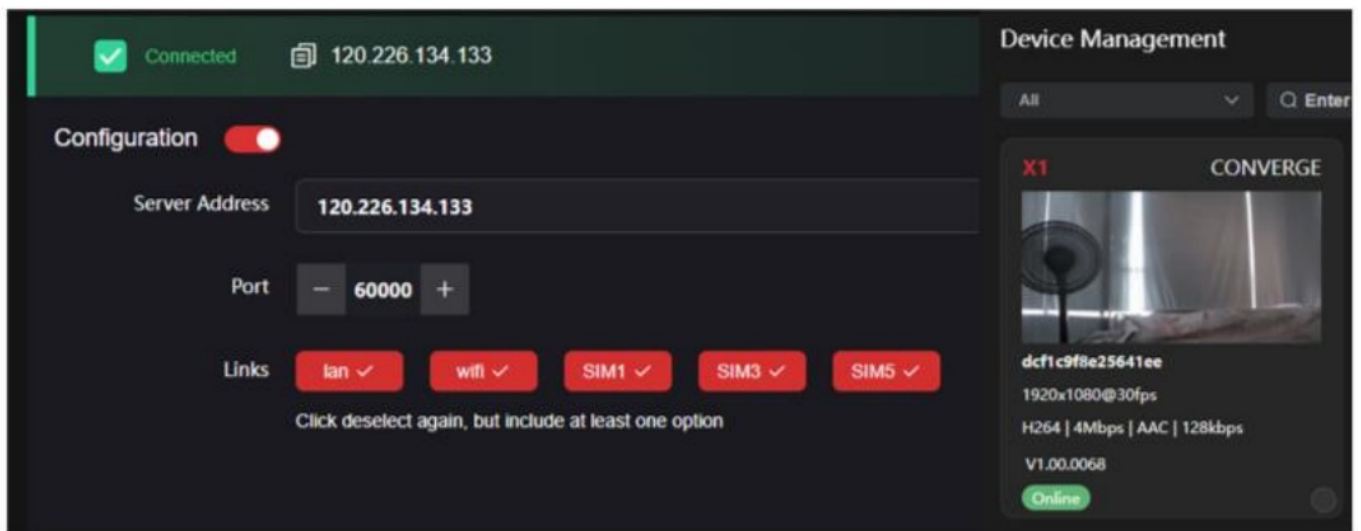 Connected 120.226.134.133
Configuration
Server Address 120.226.134.133
Port − 60000 +
Links lan wifi SIM1 SIM3 SIM5
Click deselect again, but include at least one option
Device Management
All Enter
X1 CONVERGE
dcf1c9f8e25641ee
1920x1080@30fps
H264 | 4Mbps | AAC | 128kbps
V1.00.0068
Online